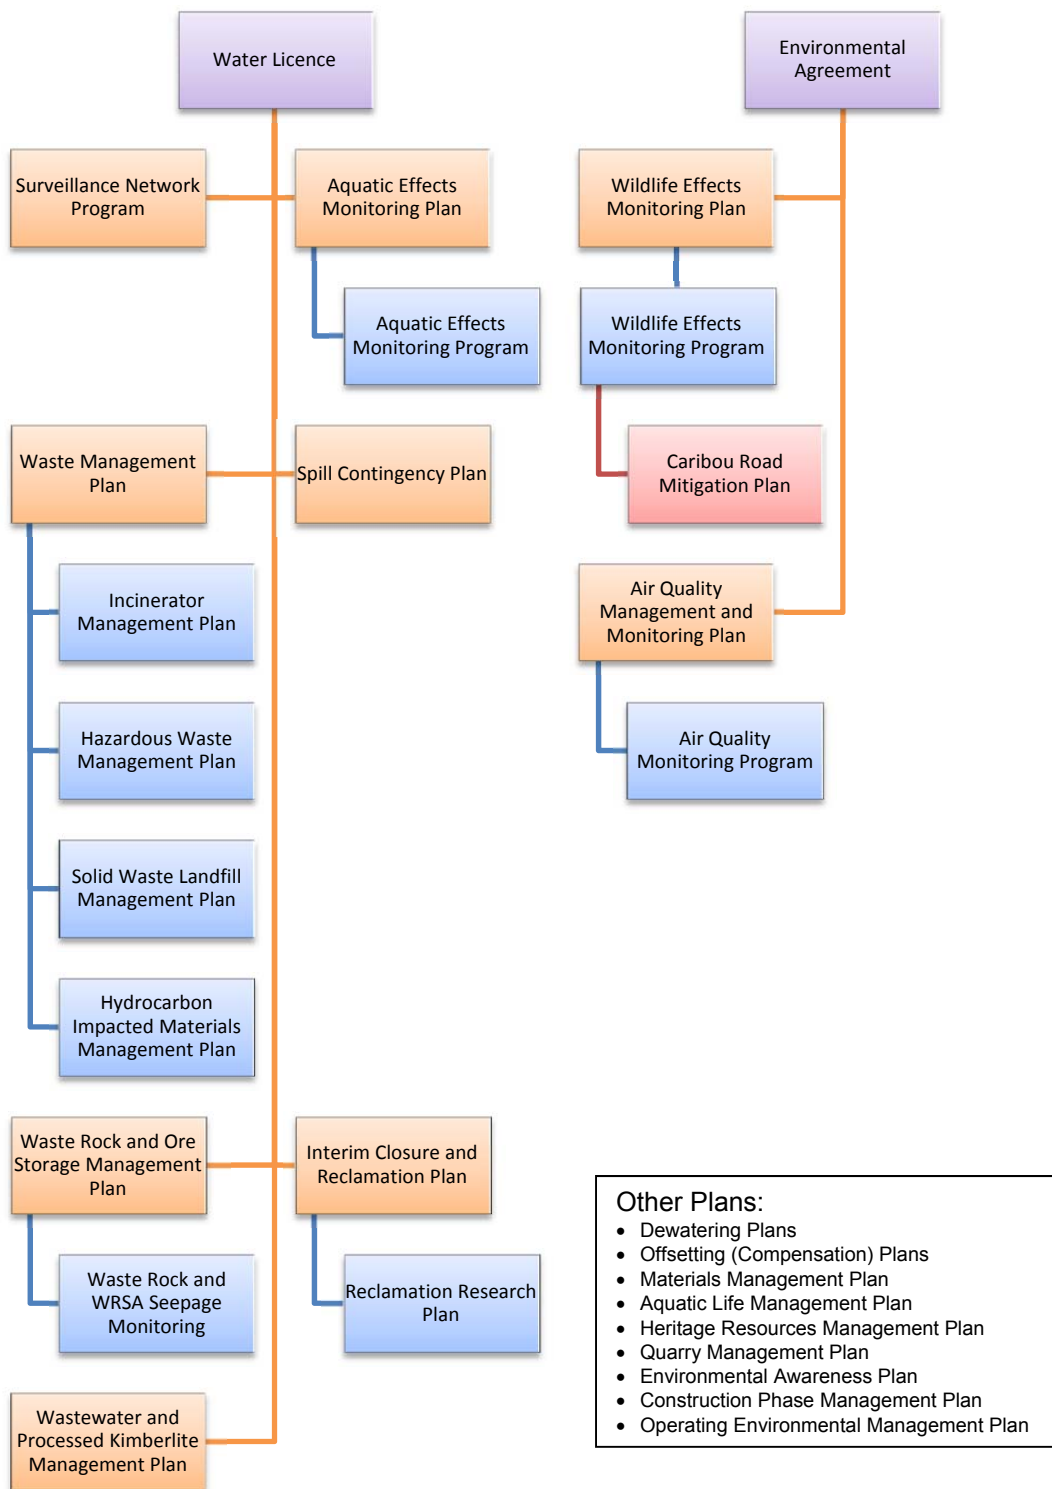 Water Licence
Environmental
Agreement
Surveillance Network
Program
Aquatic Effects
Monitoring Plan
Wildlife Effects
Monitoring Plan
Aquatic Effects
Monitoring Program
Wildlife Effects
Monitoring Program
Waste Management
Plan
Spill Contingency Plan
Caribou Road
Mitigation Plan
Incinerator
Management Plan
Air Quality
Management and
Monitoring Plan
Hazardous Waste
Management Plan
Air Quality
Monitoring Program
Solid Waste Landfill
Management Plan
Hydrocarbon
Impacted Materials
Management Plan
Waste Rock and Ore
Storage Management
Plan
Interim Closure and
Reclamation Plan
Waste Rock and
WRSA Seepage
Monitoring
Reclamation Research
Plan
Wastewater and
Processed Kimberlite
Management Plan
Other Plans:
• Dewatering Plans
• Offsetting (Compensation) Plans
• Materials Management Plan
• Aquatic Life Management Plan
• Heritage Resources Management Plan
• Quarry Management Plan
• Environmental Awareness Plan
• Construction Phase Management Plan
• Operating Environmental Management Plan